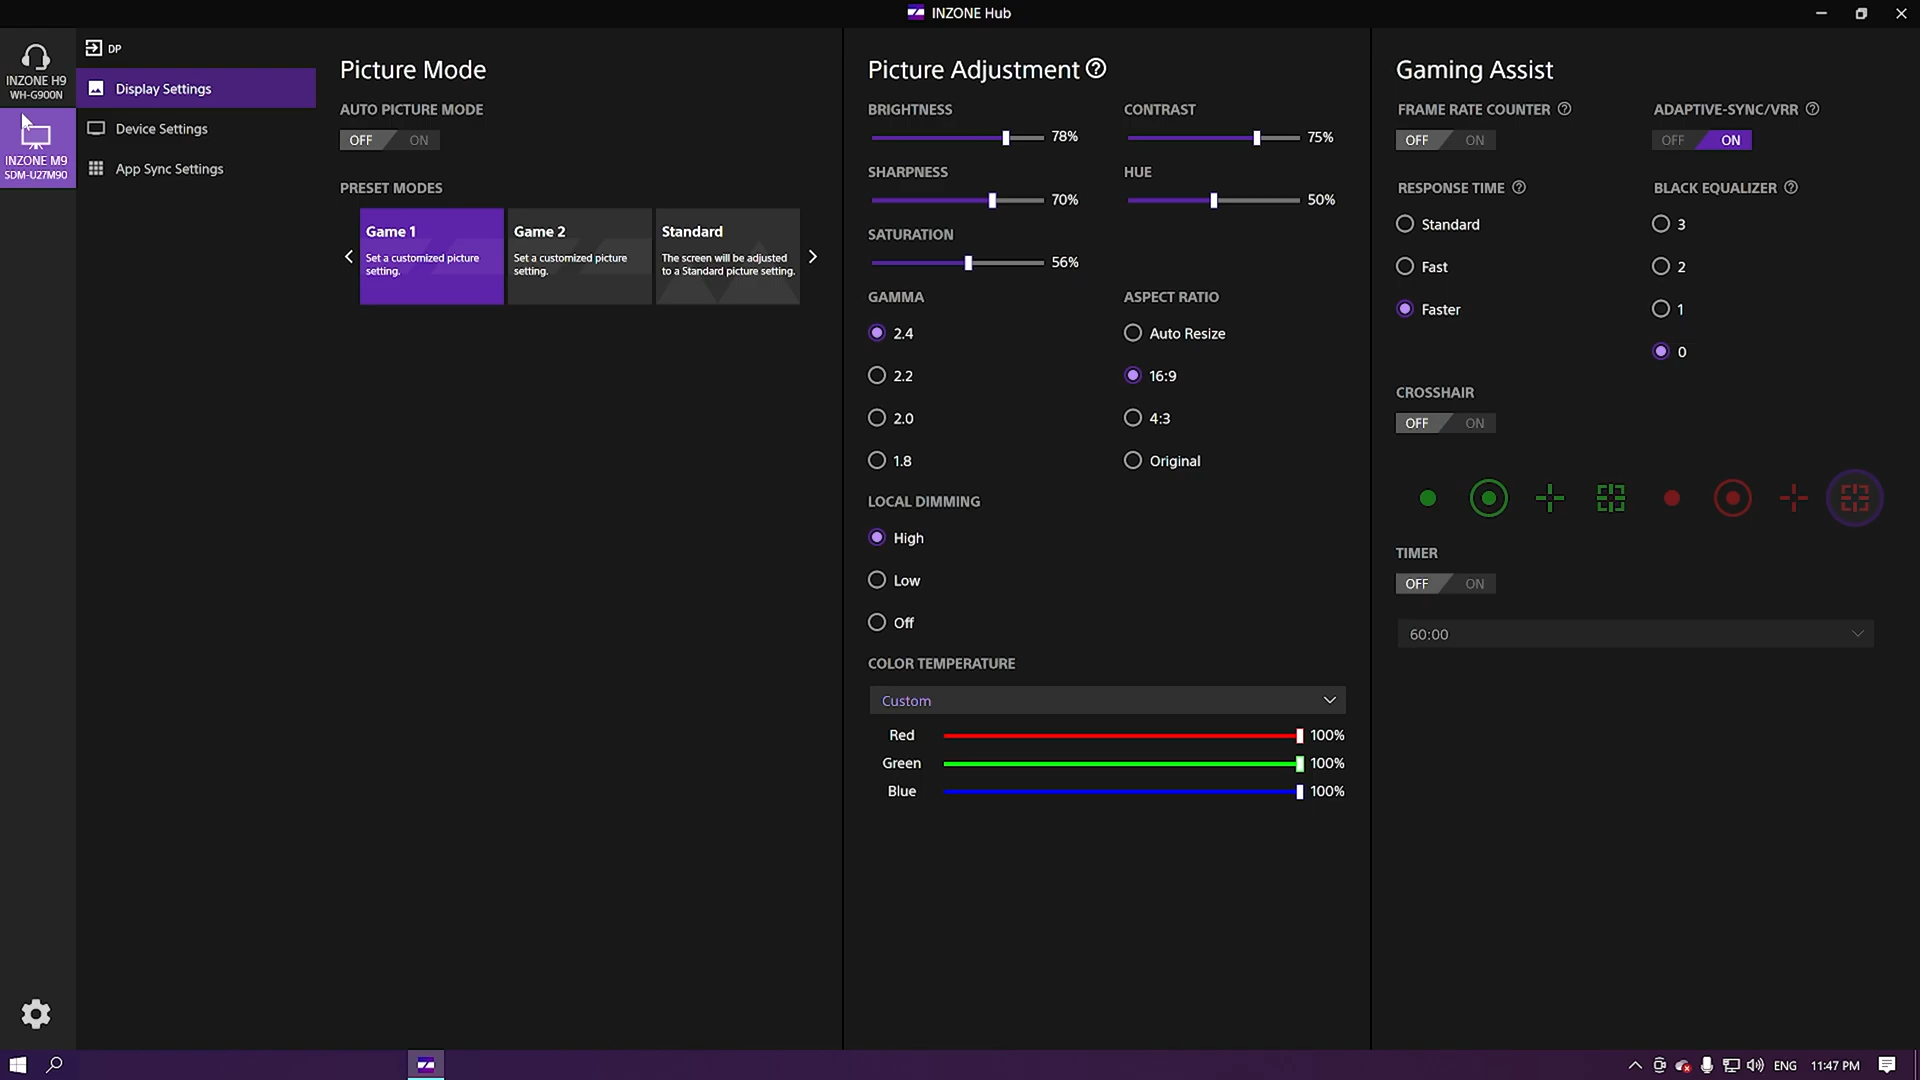 INZONE Hub
INZONE H9
WH-G900N
INZONE M9
SDM-U27M90
DP
Display Settings
Device Settings
App Sync Settings
Picture Mode
AUTO PICTURE MODE
OFF ON
PRESET MODES
Game 1
Set a customized picture
setting.
Game 2
Set a customized picture
setting.
Standard
The screen will be adjusted
to a Standard picture setting.
Picture Adjustment
BRIGHTNESS
78%
CONTRAST
75%
SHARPNESS
70%
HUE
50%
SATURATION
56%
GAMMA
2.4
2.2
2.0
1.8
ASPECT RATIO
Auto Resize
16:9
4:3
Original
LOCAL DIMMING
High
Low
Off
COLOR TEMPERATURE
Custom
Red 100%
Green 100%
Blue 100%
Gaming Assist
FRAME RATE COUNTER
OFF ON
ADAPTIVE-SYNC/VRR
OFF ON
RESPONSE TIME
Standard
Fast
Faster
BLACK EQUALIZER
3
2
1
0
CROSSHAIR
OFF ON
TIMER
OFF ON
60:00
ENG
11:47 PM